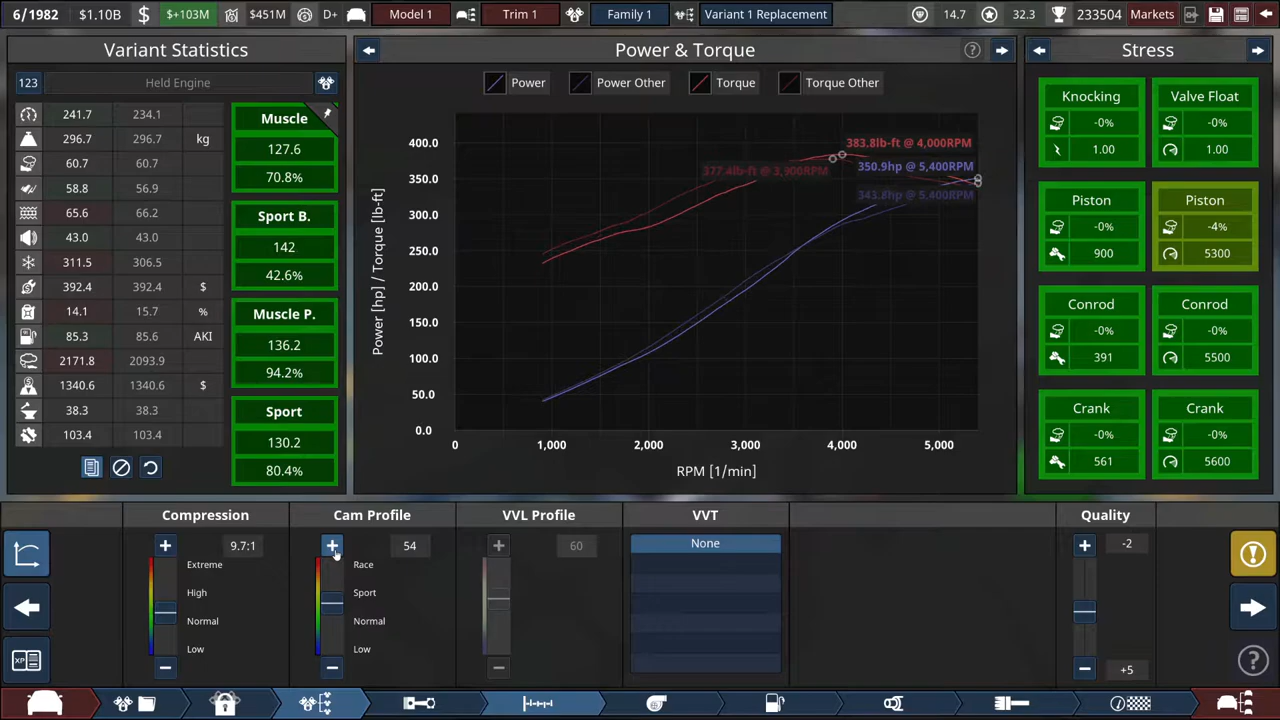 6/1982 $1.10B $+103M $451M D+ Model 1 Trim 1 Family 1 Variant 1 Replacement 14.7 32.3 233504 Markets
Variant Statistics
123 Held Engine
241.7 234.1
296.7 296.7 kg
60.7 60.7
58.8 56.9
65.6 66.2
43.0 43.0
311.5 306.5
392.4 392.4 $
14.1 15.7 %
85.3 85.6 AKI
2171.8 2093.9
1340.6 1340.6 $
38.3 38.3
103.4 103.4
Muscle
127.6
70.8%
Sport B.
142
42.6%
Muscle P.
136.2
94.2%
Sport
130.2
80.4%
Power & Torque
?
Power Power Other Torque Torque Other
Power [hp] / Torque [lb-ft]
400.0
350.0
300.0
250.0
200.0
150.0
100.0
50.0
0.0
383.8lb-ft @ 4,000RPM
377.4lb-ft @ 3,900RPM
350.9hp @ 5,400RPM
343.8hp @ 5,400RPM
0 1,000 2,000 3,000 4,000 5,000
RPM [1/min]
Stress
Knocking
-0%
1.00
Valve Float
-0%
1.00
Piston
-0%
900
Piston
-4%
5300
Conrod
-0%
391
Conrod
-0%
5500
Crank
-0%
561
Crank
-0%
5600
Compression
+ 9.7:1
Extreme
High
Normal
Low
−
Cam Profile
+ 54
Race
Sport
Normal
Low
−
VVL Profile
+ 60
−
VVT
None
Quality
+ -2
− +5
XP
!
?